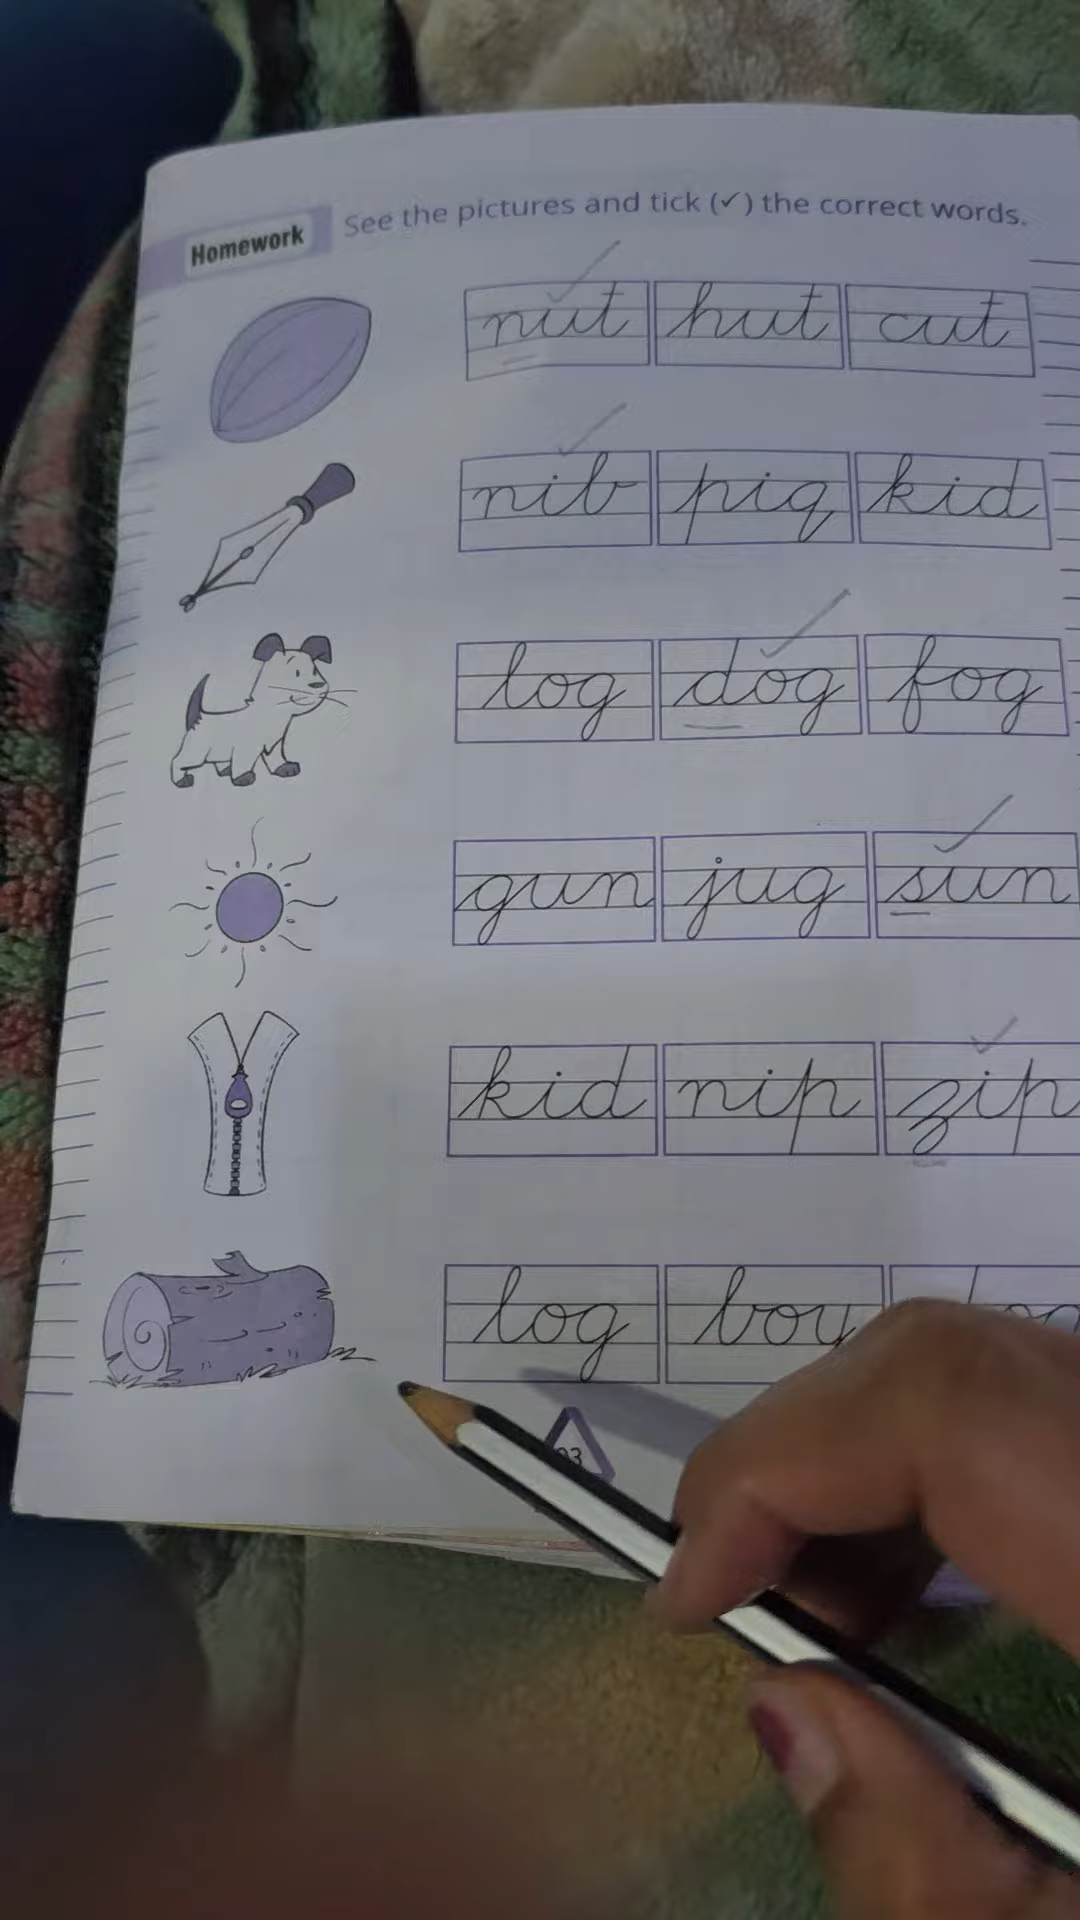 Homework See the pictures and tick (✓) the correct words.
nut hut cut
nib pig kid
log dog fog
gun jug sun
kid nip zip
log boy